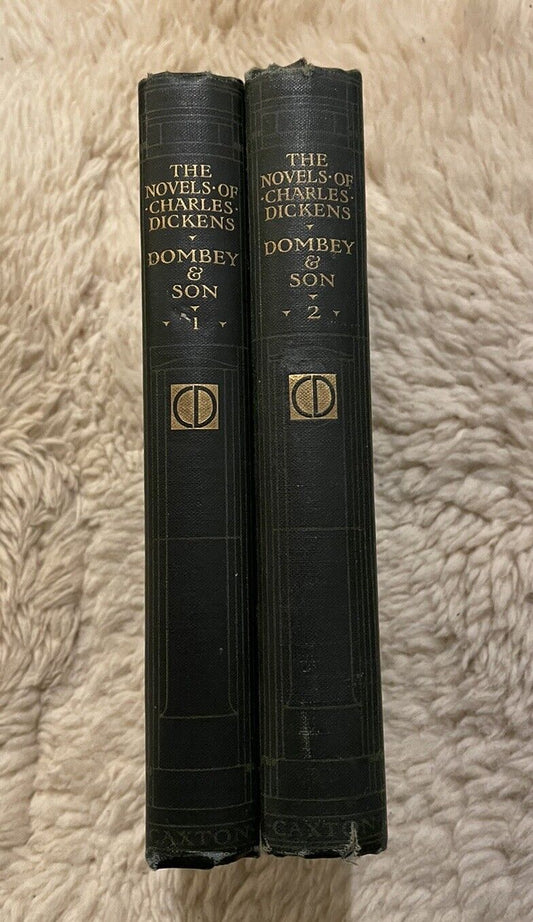 THE
NOVELS·OF
·CHARLES·
DICKENS
DOMBEY
&
SON
1
CD
CAXTON
THE
NOVELS·OF
·CHARLES·
DICKENS
DOMBEY
&
SON
2
CD
CAXTON